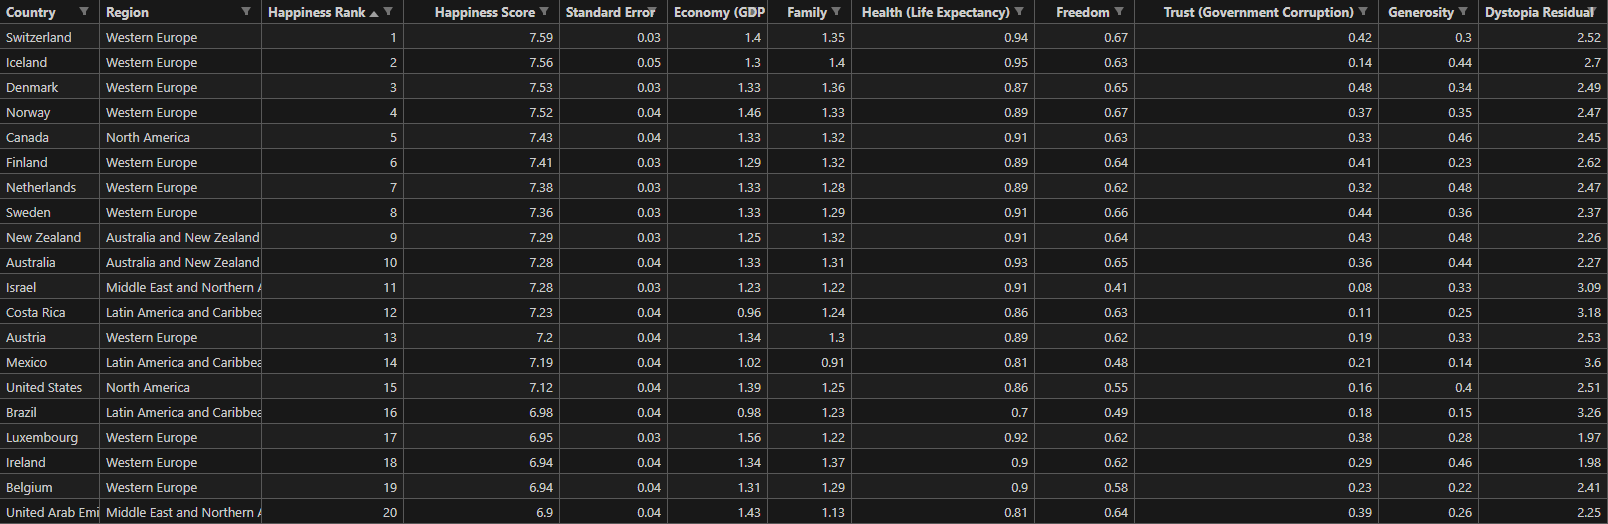 Country Region Happiness Rank Happiness Score Standard Error Economy (GDP Family Health (Life Expectancy) Freedom Trust (Government Corruption) Generosity Dystopia Residual
Switzerland Western Europe 1 7.59 0.03 1.4 1.35 0.94 0.67 0.42 0.3 2.52
Iceland Western Europe 2 7.56 0.05 1.3 1.4 0.95 0.63 0.14 0.44 2.7
Denmark Western Europe 3 7.53 0.03 1.33 1.36 0.87 0.65 0.48 0.34 2.49
Norway Western Europe 4 7.52 0.04 1.46 1.33 0.89 0.67 0.37 0.35 2.47
Canada North America 5 7.43 0.04 1.33 1.32 0.91 0.63 0.33 0.46 2.45
Finland Western Europe 6 7.41 0.03 1.29 1.32 0.89 0.64 0.41 0.23 2.62
Netherlands Western Europe 7 7.38 0.03 1.33 1.28 0.89 0.62 0.32 0.48 2.47
Sweden Western Europe 8 7.36 0.03 1.33 1.29 0.91 0.66 0.44 0.36 2.37
New Zealand Australia and New Zealand 9 7.29 0.03 1.25 1.32 0.91 0.64 0.43 0.48 2.26
Australia Australia and New Zealand 10 7.28 0.04 1.33 1.31 0.93 0.65 0.36 0.44 2.27
Israel Middle East and Northern A 11 7.28 0.03 1.23 1.22 0.91 0.41 0.08 0.33 3.09
Costa Rica Latin America and Caribbea 12 7.23 0.04 0.96 1.24 0.86 0.63 0.11 0.25 3.18
Austria Western Europe 13 7.2 0.04 1.34 1.3 0.89 0.62 0.19 0.33 2.53
Mexico Latin America and Caribbea 14 7.19 0.04 1.02 0.91 0.81 0.48 0.21 0.14 3.6
United States North America 15 7.12 0.04 1.39 1.25 0.86 0.55 0.16 0.4 2.51
Brazil Latin America and Caribbea 16 6.98 0.04 0.98 1.23 0.7 0.49 0.18 0.15 3.26
Luxembourg Western Europe 17 6.95 0.03 1.56 1.22 0.92 0.62 0.38 0.28 1.97
Ireland Western Europe 18 6.94 0.04 1.34 1.37 0.9 0.62 0.29 0.46 1.98
Belgium Western Europe 19 6.94 0.04 1.31 1.29 0.9 0.58 0.23 0.22 2.41
United Arab Emi Middle East and Northern A 20 6.9 0.04 1.43 1.13 0.81 0.64 0.39 0.26 2.25